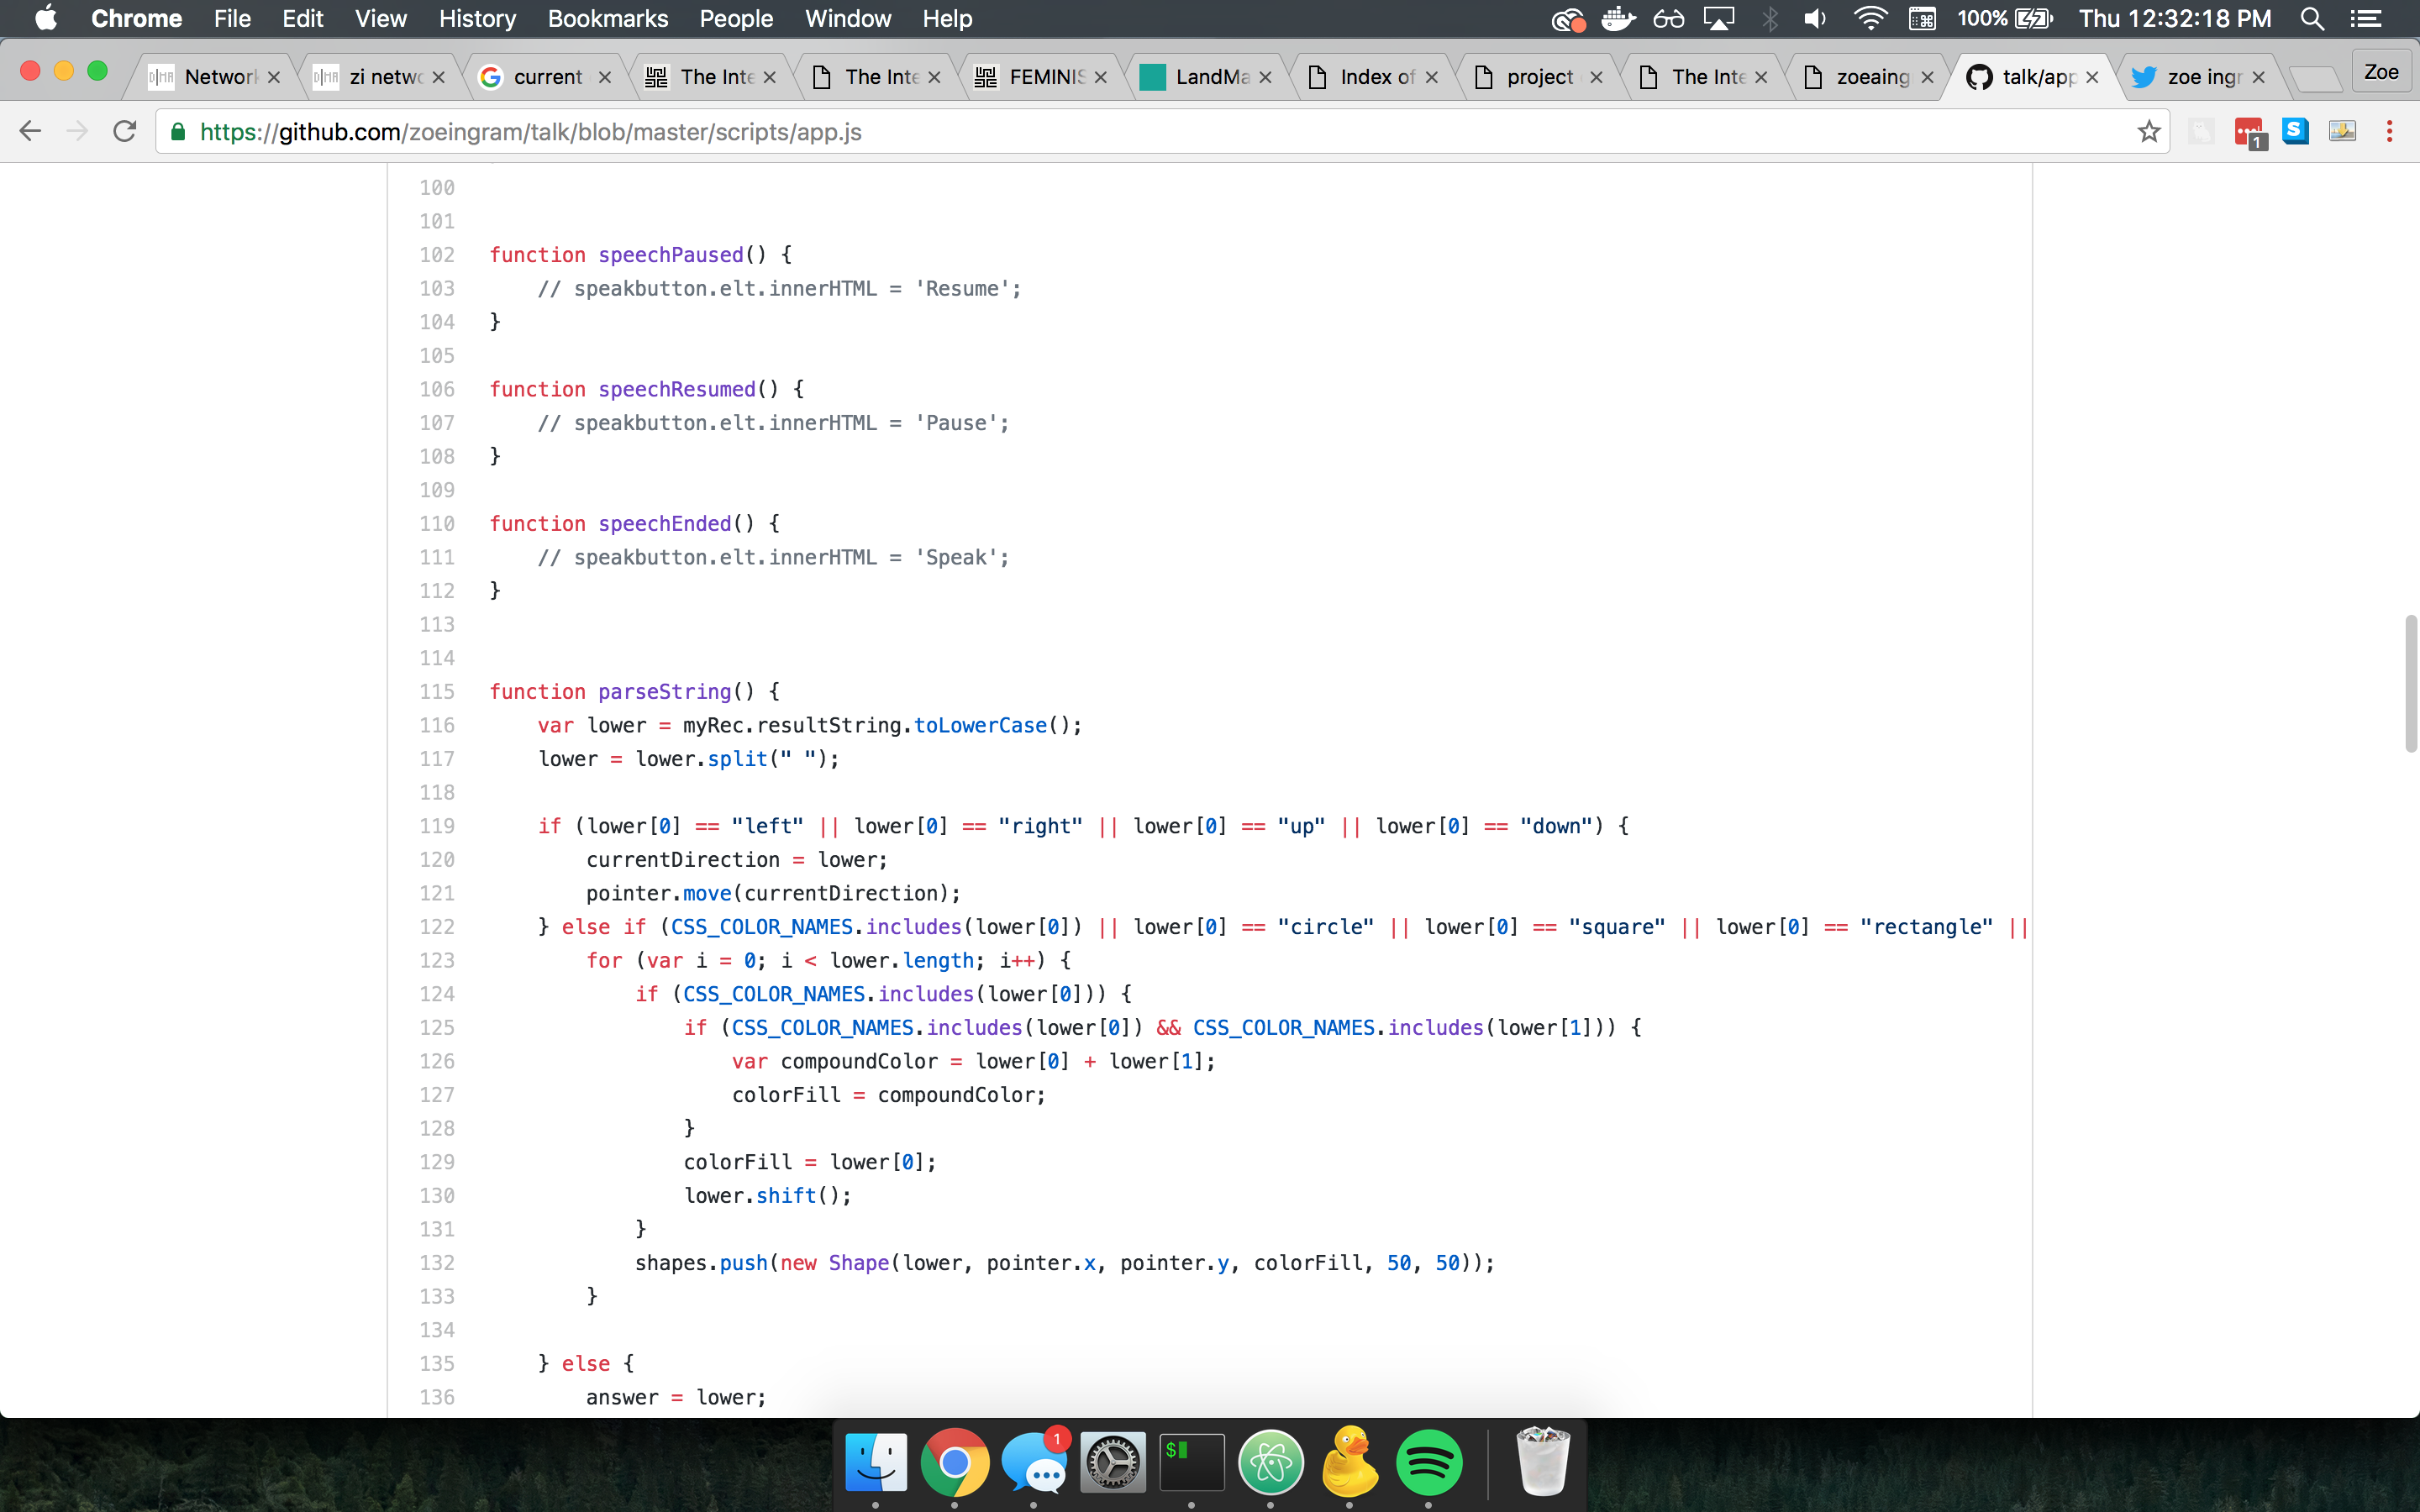 Chrome File Edit View History Bookmarks People Window Help 100% Thu 12:32:18 PM
Network zi netwo current The Inte The Inte FEMINIS LandMa Index of project The Inte zoeaing talk/app zoe ingr Zoe
https://github.com/zoeingram/talk/blob/master/scripts/app.js 1
100
101
102 function speechPaused() {
103 // speakbutton.elt.innerHTML = 'Resume';
104 }
105
106 function speechResumed() {
107 // speakbutton.elt.innerHTML = 'Pause';
108 }
109
110 function speechEnded() {
111 // speakbutton.elt.innerHTML = 'Speak';
112 }
113
114
115 function parseString() {
116 var lower = myRec.resultString.toLowerCase();
117 lower = lower.split(" ");
118
119 if (lower[0] == "left" || lower[0] == "right" || lower[0] == "up" || lower[0] == "down") {
120 currentDirection = lower;
121 pointer.move(currentDirection);
122 } else if (CSS_COLOR_NAMES.includes(lower[0]) || lower[0] == "circle" || lower[0] == "square" || lower[0] == "rectangle" ||
123 for (var i = 0; i < lower.length; i++) {
124 if (CSS_COLOR_NAMES.includes(lower[0])) {
125 if (CSS_COLOR_NAMES.includes(lower[0]) && CSS_COLOR_NAMES.includes(lower[1])) {
126 var compoundColor = lower[0] + lower[1];
127 colorFill = compoundColor;
128 }
129 colorFill = lower[0];
130 lower.shift();
131 }
132 shapes.push(new Shape(lower, pointer.x, pointer.y, colorFill, 50, 50));
133 }
134
135 } else {
136 answer = lower;
1
$